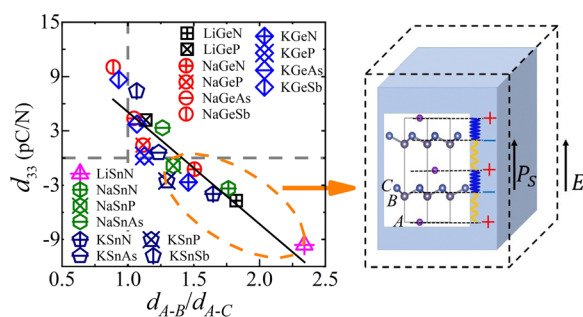 15
9
3
-3
-9
d33 (pC/N)
0.5
1.0
1.5
2.0
2.5
dA-B/dA-C
LiGeN
LiGeP
NaGeN
NaGeP
NaGeAs
NaGeSb
KGeN
KGeP
KGeAs
KGeSb
LiSnN
NaSnN
NaSnP
NaSnAs
KSnN
KSnP
KSnAs
KSnSb
C
B
A
+
−
+
−
+
PS
E